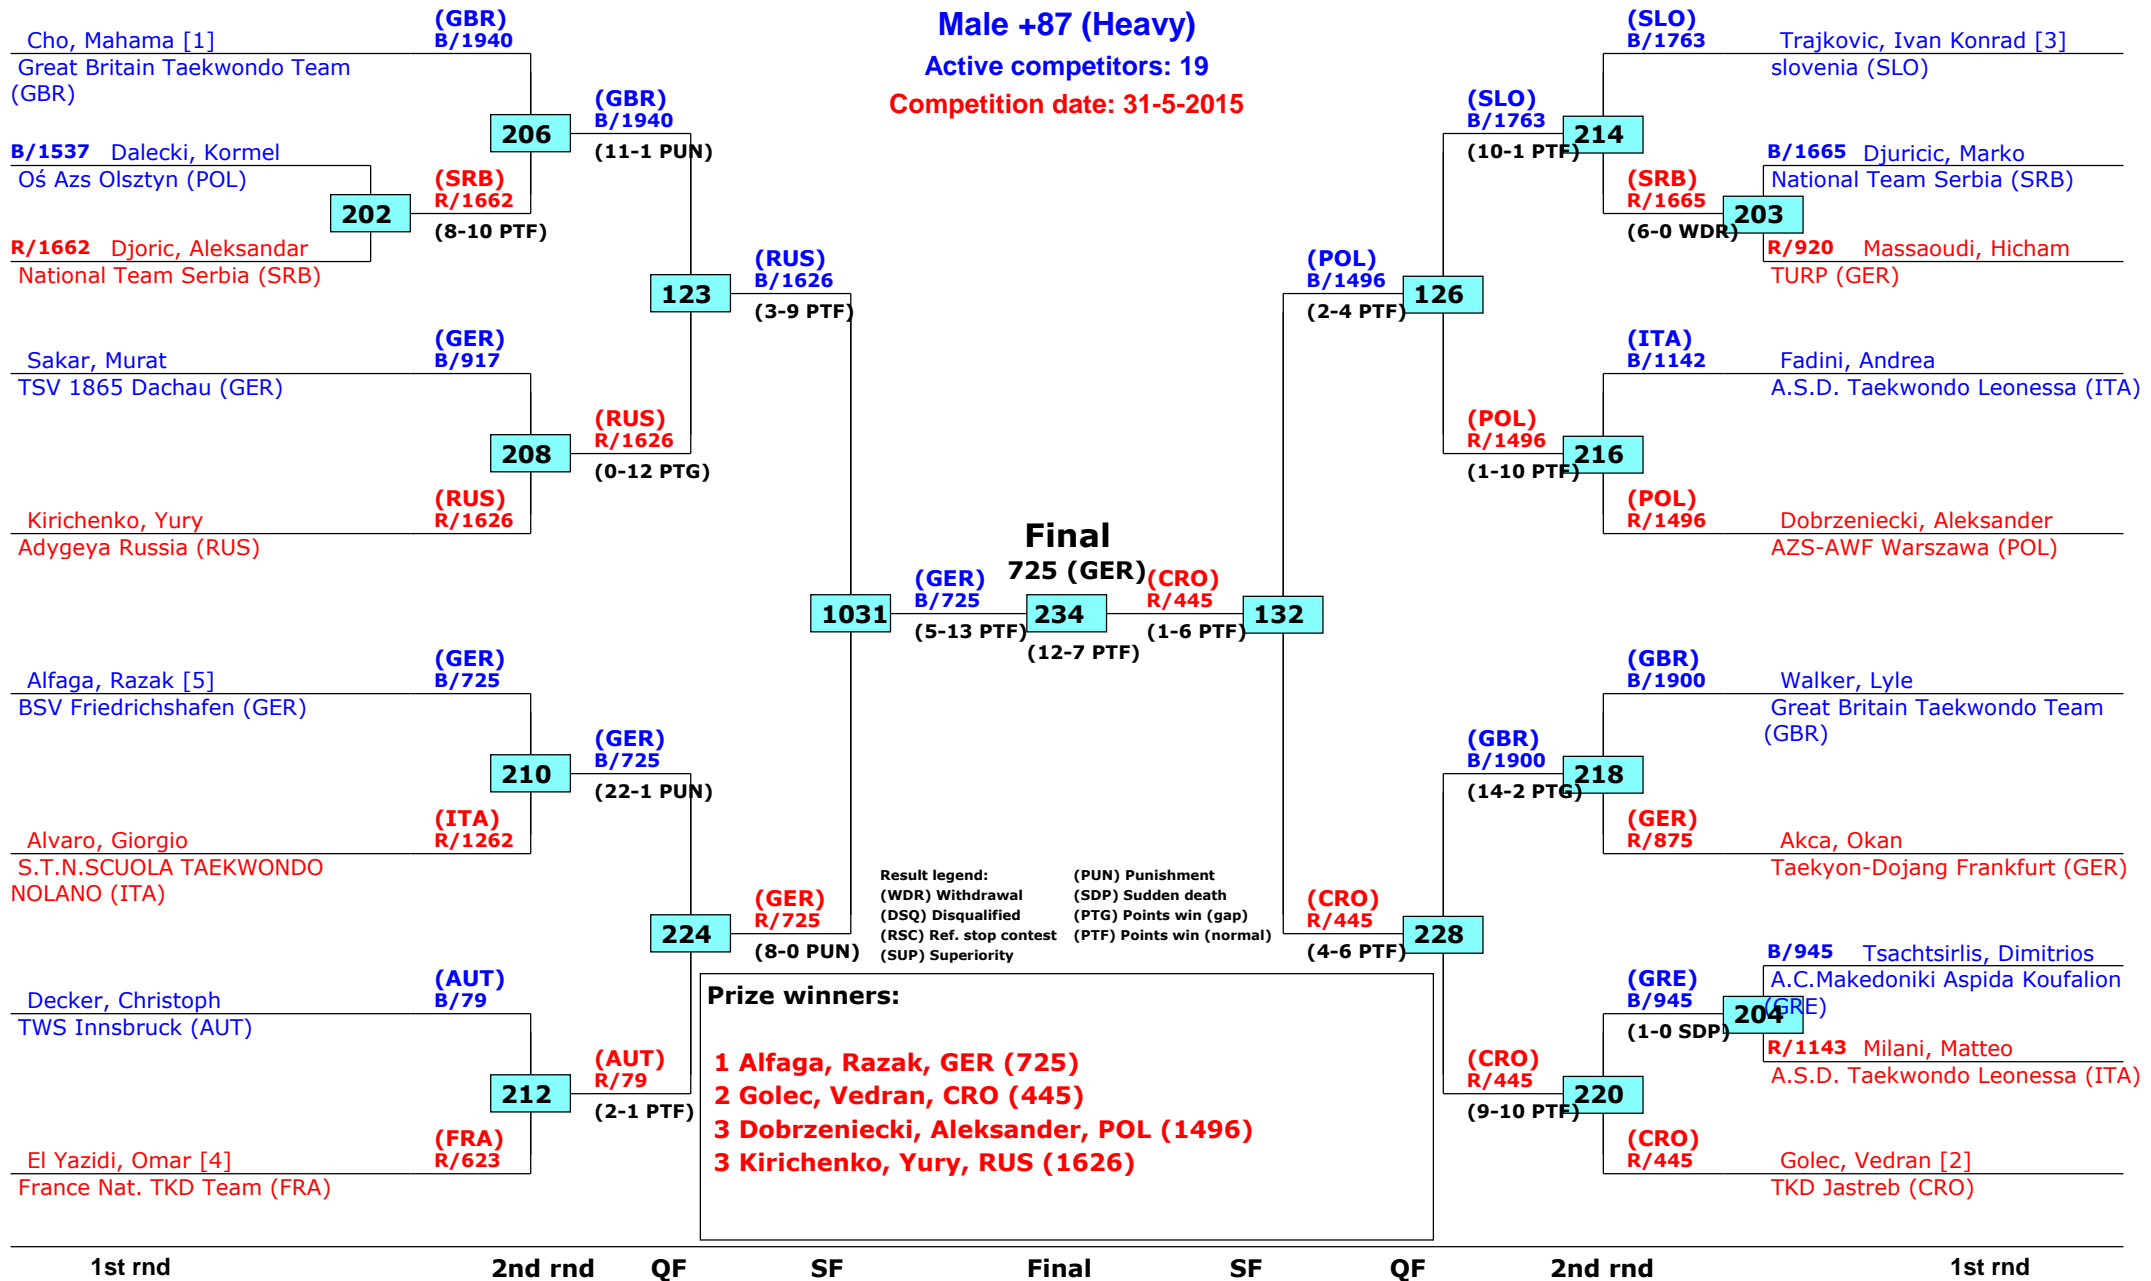 Male +87 (Heavy)
Active competitors: 19
Competition date: 31-5-2015
Cho, Mahama [1]
(GBR)
B/1940
Great Britain Taekwondo Team
(GBR)
206
(GBR)
B/1940
(11-1 PUN)
B/1537 Dalecki, Kormel
Oś Azs Olsztyn (POL)
202
(SRB)
R/1662
(8-10 PTF)
R/1662 Djoric, Aleksandar
National Team Serbia (SRB)
123
(RUS)
B/1626
(3-9 PTF)
Sakar, Murat
(GER)
B/917
TSV 1865 Dachau (GER)
208
(RUS)
R/1626
(0-12 PTG)
Kirichenko, Yury
(RUS)
R/1626
Adygeya Russia (RUS)
1031
(GER)
B/725
(5-13 PTF)
Alfaga, Razak [5]
(GER)
B/725
BSV Friedrichshafen (GER)
210
(GER)
B/725
(22-1 PUN)
Alvaro, Giorgio
(ITA)
R/1262
S.T.N.SCUOLA TAEKWONDO
NOLANO (ITA)
224
(GER)
R/725
(8-0 PUN)
Decker, Christoph
(AUT)
B/79
TWS Innsbruck (AUT)
212
(AUT)
R/79
(2-1 PTF)
El Yazidi, Omar [4]
(FRA)
R/623
France Nat. TKD Team (FRA)
Final
725 (GER)
234
(12-7 PTF)
(SLO)
B/1763
Trajkovic, Ivan Konrad [3]
slovenia (SLO)
(SLO)
B/1763
(10-1 PTF)
214
B/1665 Djuricic, Marko
National Team Serbia (SRB)
(SRB)
R/1665
(6-0 WDR)
203
R/920 Massaoudi, Hicham
TURP (GER)
(POL)
B/1496
(2-4 PTF)
126
(ITA)
B/1142
Fadini, Andrea
A.S.D. Taekwondo Leonessa (ITA)
(POL)
R/1496
(1-10 PTF)
216
(POL)
R/1496
Dobrzeniecki, Aleksander
AZS-AWF Warszawa (POL)
(CRO)
R/445
(1-6 PTF)
132
(GBR)
B/1900
Walker, Lyle
Great Britain Taekwondo Team
(GBR)
(GBR)
B/1900
(14-2 PTG)
218
(GER)
R/875
Akca, Okan
Taekyon-Dojang Frankfurt (GER)
(CRO)
R/445
(4-6 PTF)
228
B/945 Tsachtsirlis, Dimitrios
A.C.Makedoniki Aspida Koufalion
(GRE)
(GRE)
B/945
(1-0 SDP)
204
R/1143 Milani, Matteo
A.S.D. Taekwondo Leonessa (ITA)
(CRO)
R/445
(9-10 PTF)
220
(CRO)
R/445
Golec, Vedran [2]
TKD Jastreb (CRO)
Result legend: (PUN) Punishment
(WDR) Withdrawal (SDP) Sudden death
(DSQ) Disqualified (PTG) Points win (gap)
(RSC) Ref. stop contest (PTF) Points win (normal)
(SUP) Superiority
Prize winners:
1 Alfaga, Razak, GER (725)
2 Golec, Vedran, CRO (445)
3 Dobrzeniecki, Aleksander, POL (1496)
3 Kirichenko, Yury, RUS (1626)
1st rnd 2nd rnd QF SF Final SF QF 2nd rnd 1st rnd